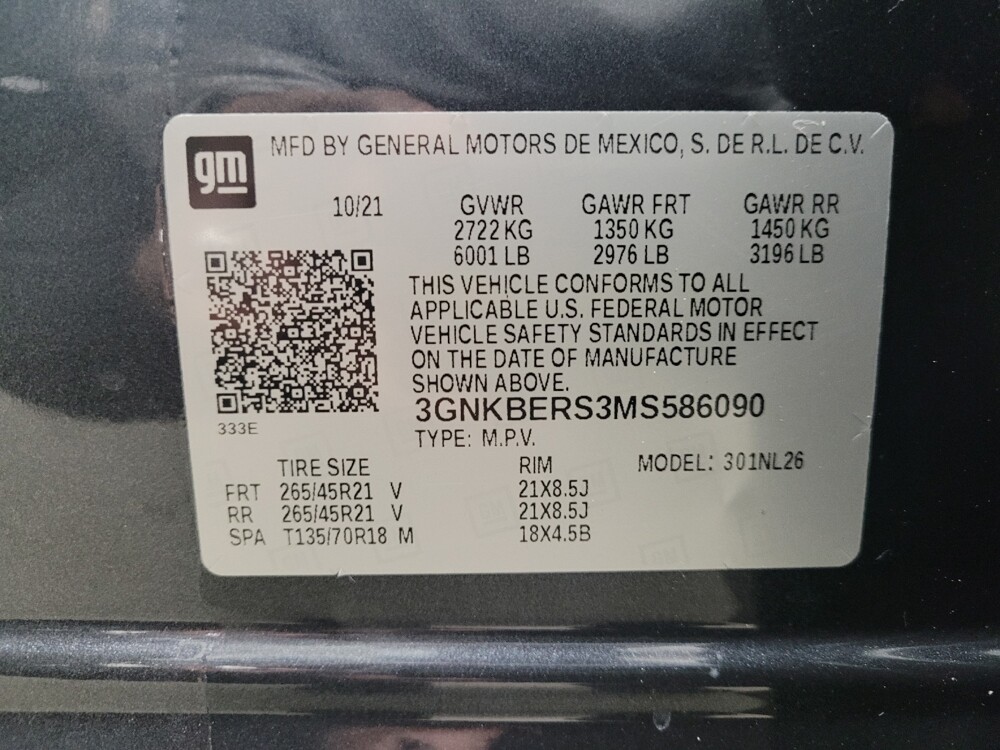 gm MFD BY GENERAL MOTORS DE MEXICO, S. DE R.L. DE C.V.
10/21 GVWR GAWR FRT GAWR RR
2722 KG 1350 KG 1450 KG
6001 LB 2976 LB 3196 LB
THIS VEHICLE CONFORMS TO ALL
APPLICABLE U.S. FEDERAL MOTOR
VEHICLE SAFETY STANDARDS IN EFFECT
ON THE DATE OF MANUFACTURE
SHOWN ABOVE.
3GNKBERS3MS586090
333E
TYPE: M.P.V.
TIRE SIZE RIM MODEL: 301NL26
FRT 265/45R21 V 21X8.5J
RR 265/45R21 V 21X8.5J
SPA T135/70R18 M 18X4.5B